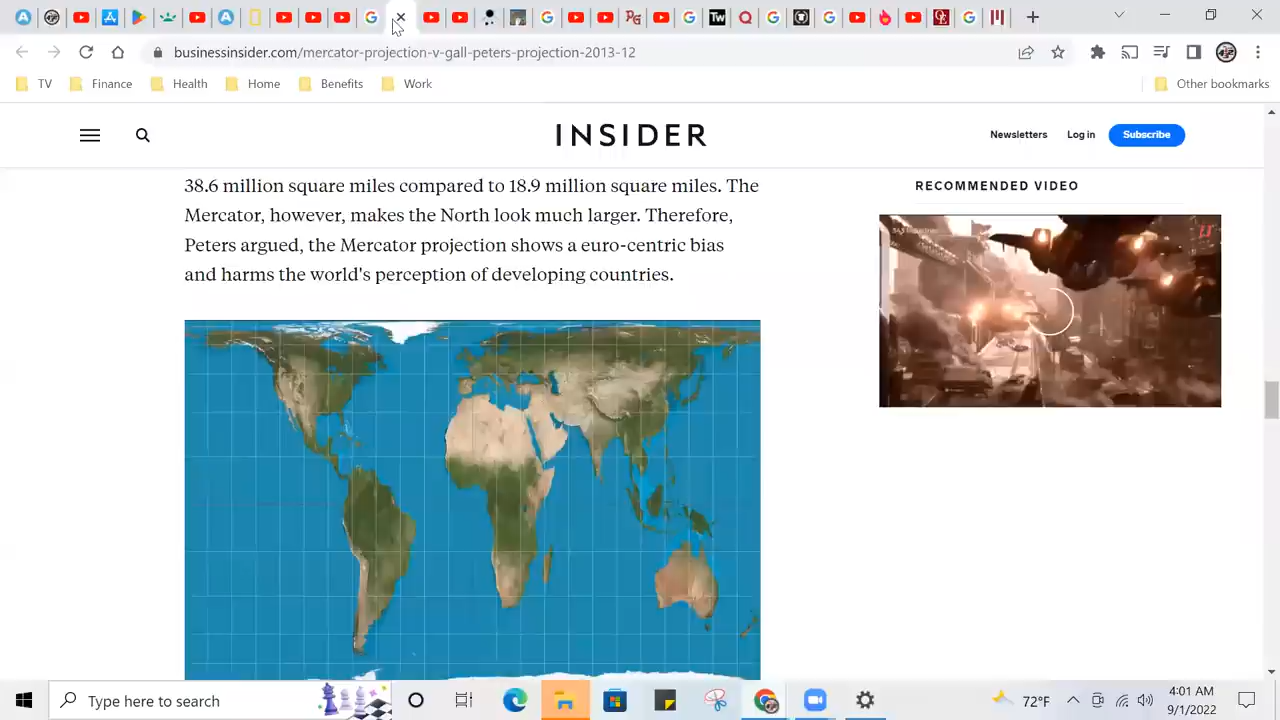 businessinsider.com/mercator-projection-v-gall-peters-projection-2013-12
TV Finance Health Home Benefits Work Other bookmarks
INSIDER
Newsletters Log in Subscribe
38.6 million square miles compared to 18.9 million square miles. The
Mercator, however, makes the North look much larger. Therefore,
Peters argued, the Mercator projection shows a euro-centric bias
and harms the world's perception of developing countries.
RECOMMENDED VIDEO
Type here to search
72°F
4:01 AM
9/1/2022